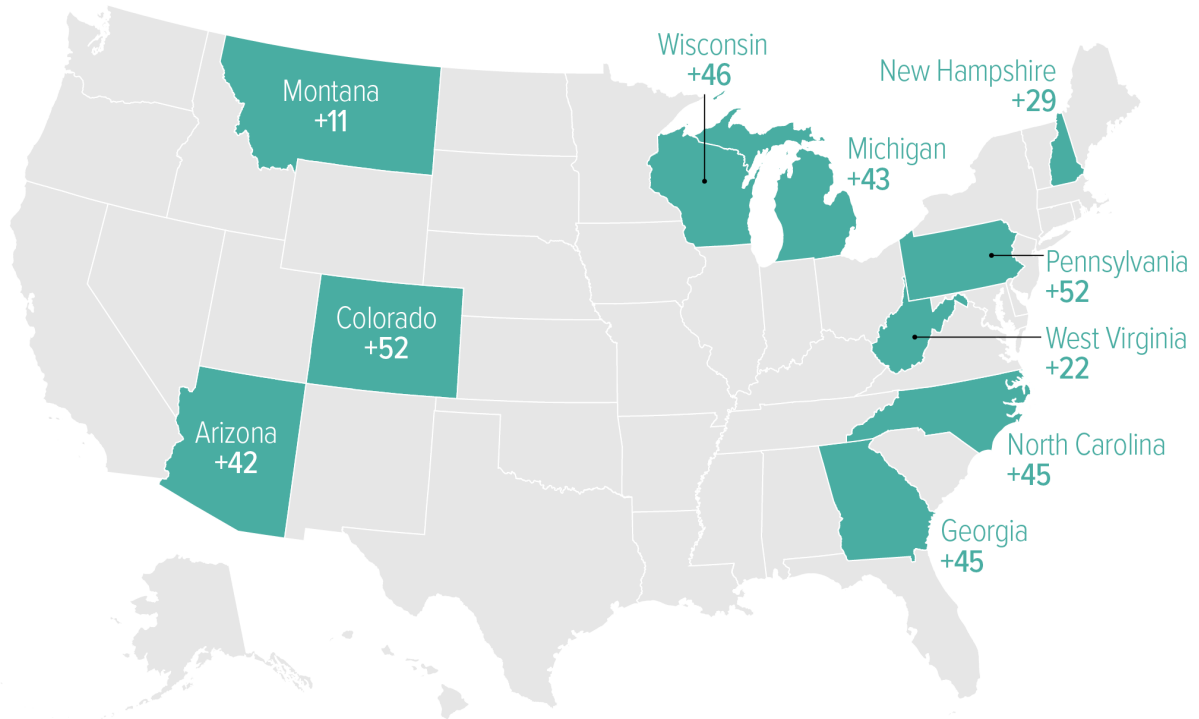 Wisconsin
+46
New Hampshire
+29
Montana
+11
Michigan
+43
Pennsylvania
+52
Colorado
+52
West Virginia
+22
Arizona
+42
North Carolina
+45
Georgia
+45